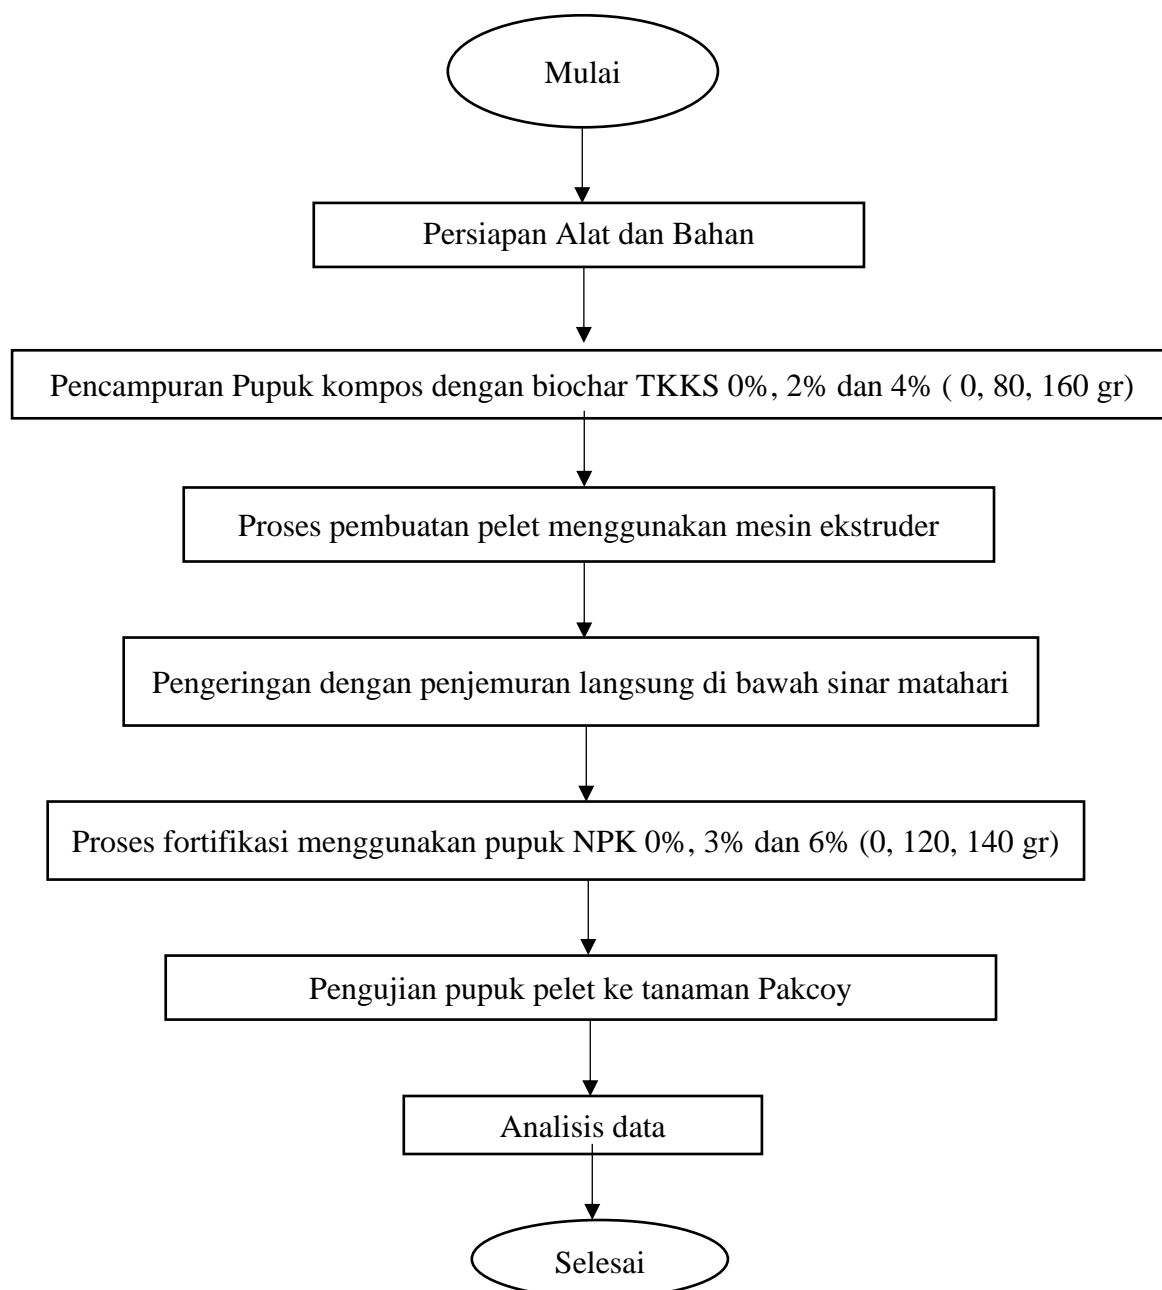 Mulai
Persiapan Alat dan Bahan
Pencampuran Pupuk kompos dengan biochar TKKS 0%, 2% dan 4% ( 0, 80, 160 gr)
Proses pembuatan pelet menggunakan mesin ekstruder
Pengeringan dengan penjemuran langsung di bawah sinar matahari
Proses fortifikasi menggunakan pupuk NPK 0%, 3% dan 6% (0, 120, 140 gr)
Pengujian pupuk pelet ke tanaman Pakcoy
Analisis data
Selesai